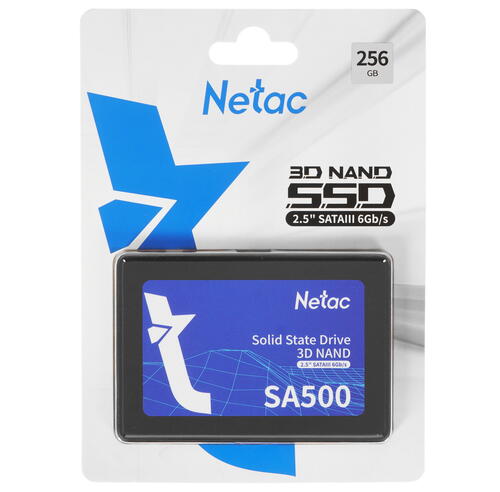 Netac
256
GB
3D NAND
SSD
2.5" SATAIII 6Gb/s
Netac
Solid State Drive
3D NAND
2.5" SATAIII 6Gb/s
SA500